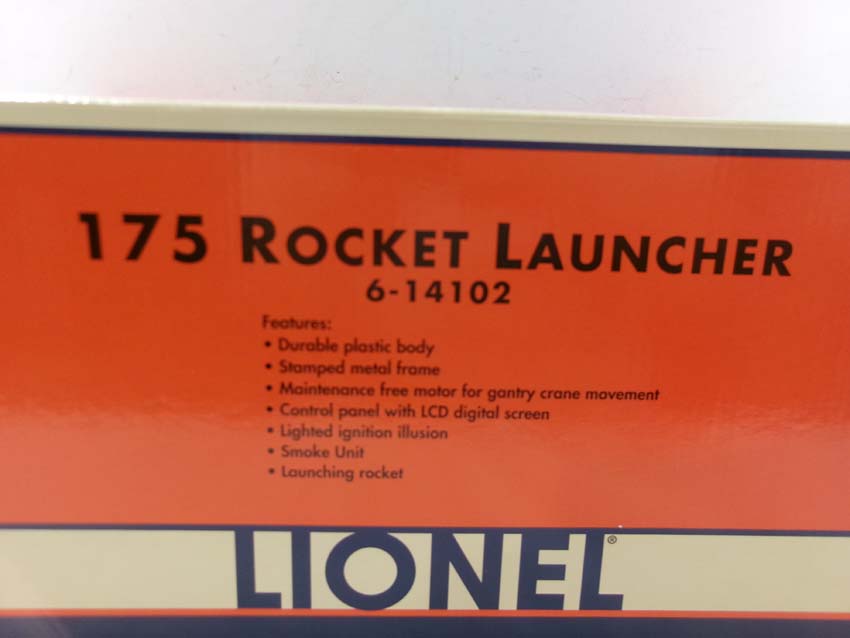 175 ROCKET LAUNCHER
6-14102
Features:
• Durable plastic body
• Stamped metal frame
• Maintenance free motor for gantry crane movement
• Control panel with LCD digital screen
• Lighted ignition illusion
• Smoke Unit
• Launching rocket
LIONEL®